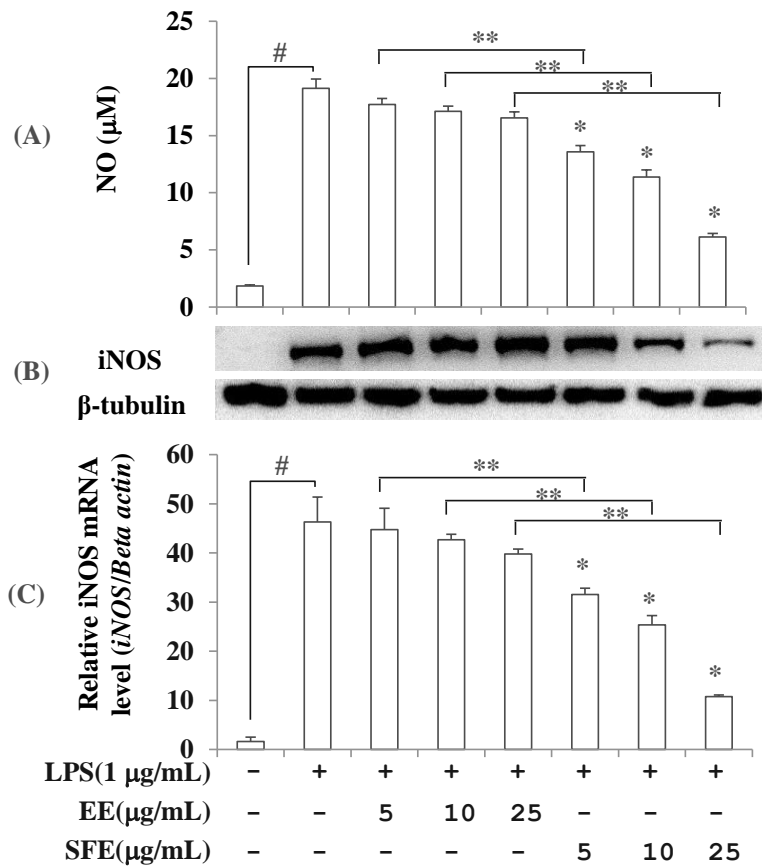 25
#
**
20
**
**
(A)
NO (μM)
15
*
*
10
*
5
0
(B)
iNOS
β-tubulin
60
#
**
50
**
**
40
*
(C)
Relative iNOS mRNA
level (iNOS/Beta actin)
30
*
20
*
10
0
LPS(1 μg/mL) − + + + + + + +
EE(μg/mL) − − 5 10 25 − − −
SFE(μg/mL) − − − − − 5 10 25